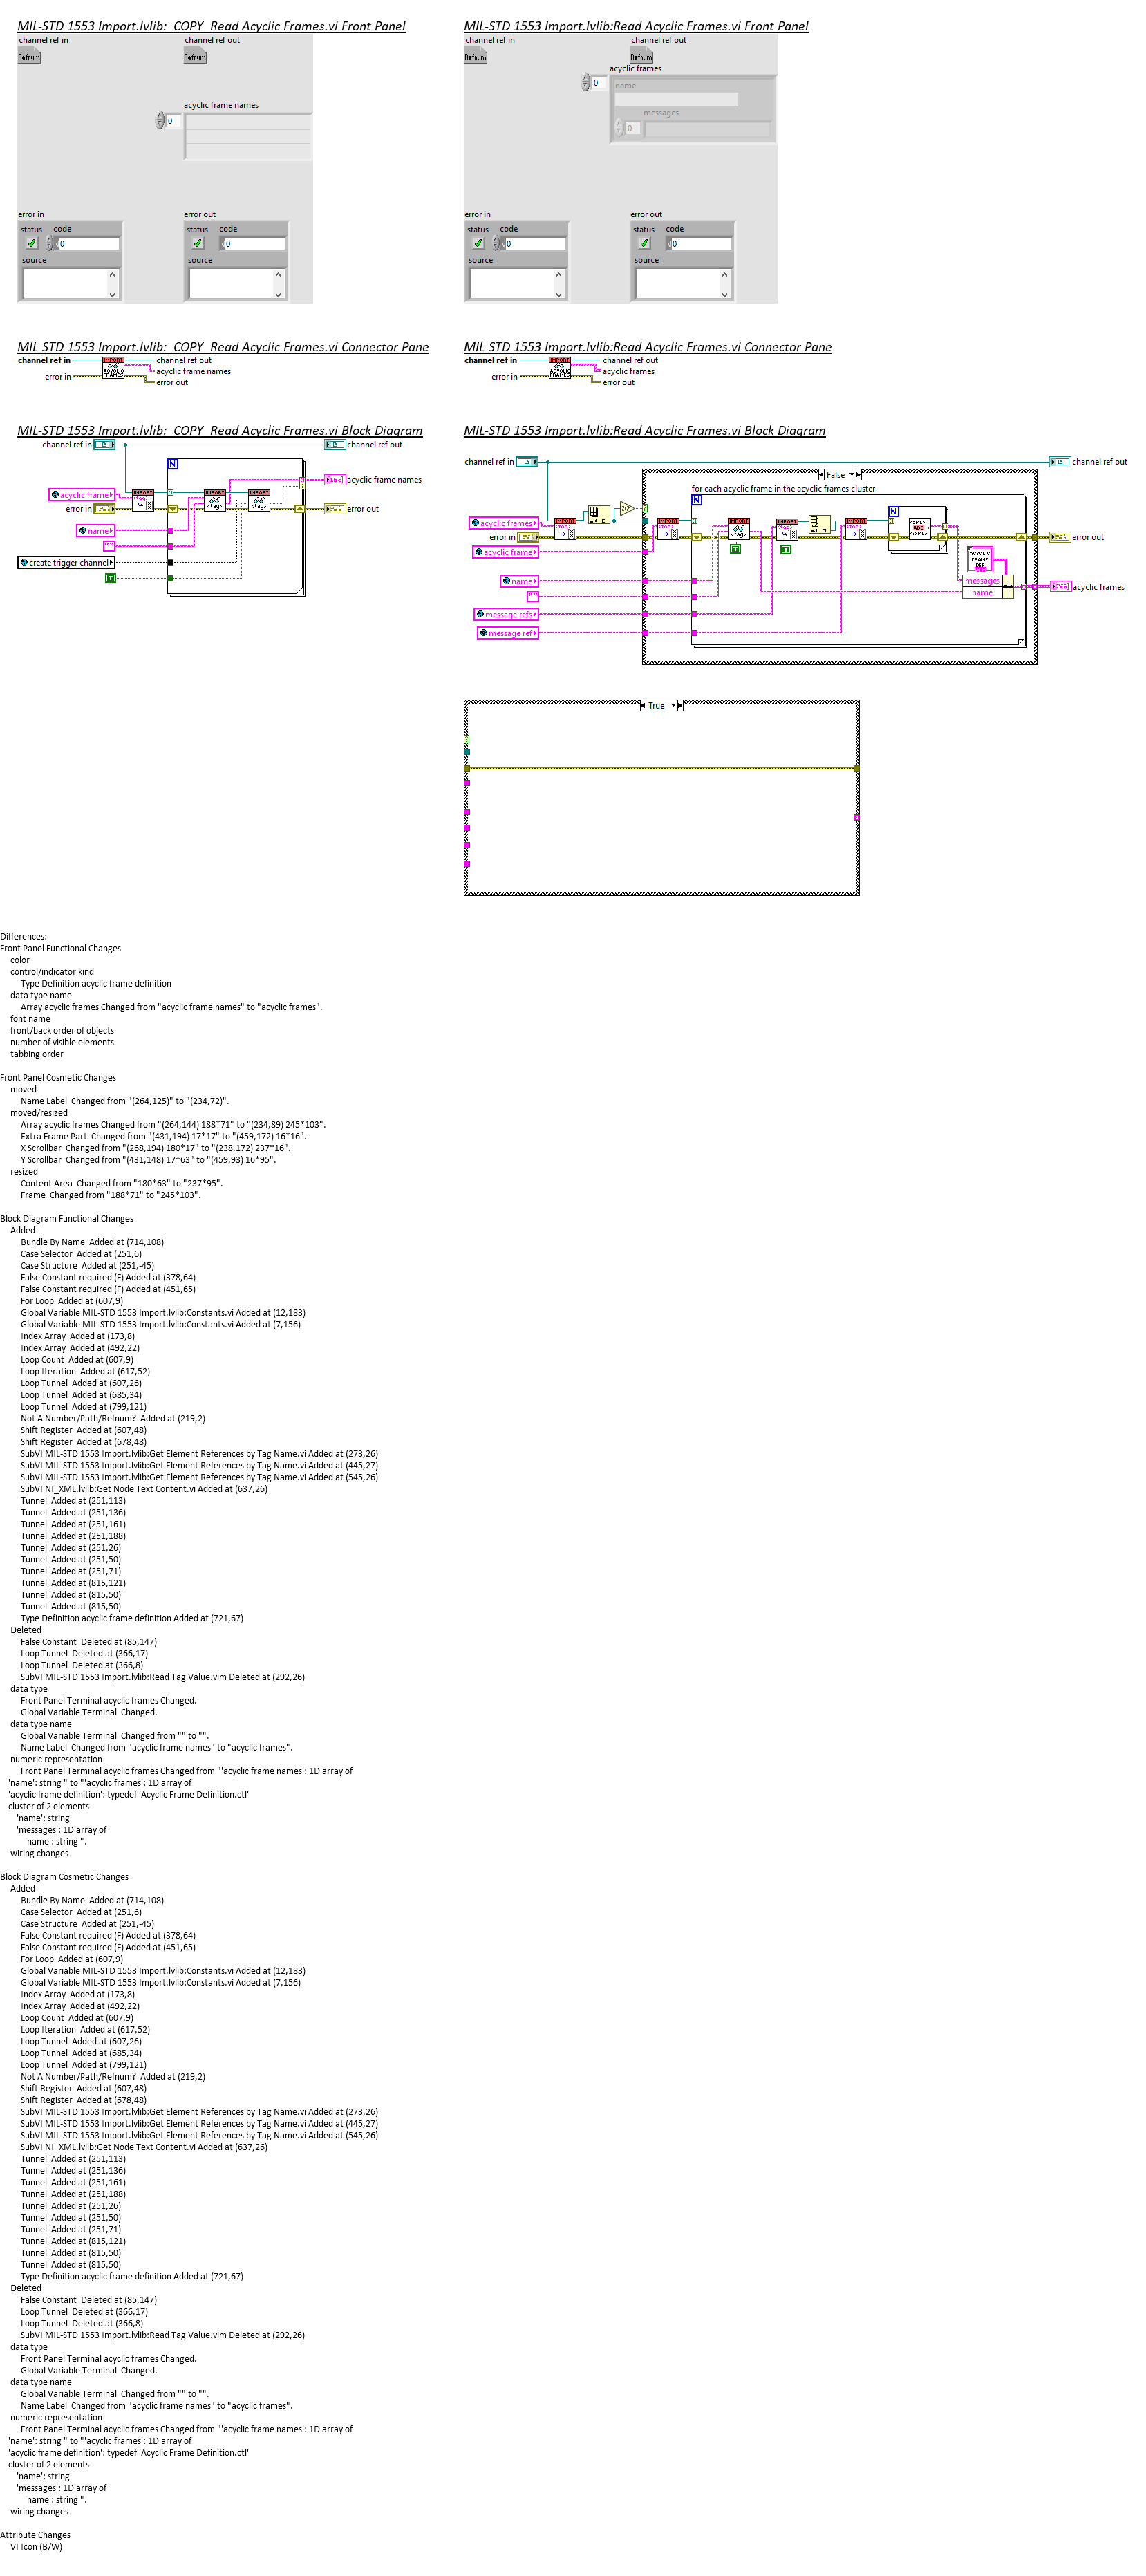 MIL-STD 1553 Import.lvlib:  COPY  Read Acyclic Frames.vi Front Panel
channel ref in
channel ref out
Refnum
Refnum
acyclic frame names
0
error in
error out
status
code
status
code
0
0
source
source
MIL-STD 1553 Import.lvlib:Read Acyclic Frames.vi Front Panel
channel ref in
channel ref out
Refnum
Refnum
acyclic frames
0
name
messages
0
error in
error out
status
code
status
code
0
0
source
source
MIL-STD 1553 Import.lvlib:  COPY  Read Acyclic Frames.vi Connector Pane
channel ref in
channel ref out
IMPORT
acyclic frame names
ACYCLIC
FRAMES
error in
error out
MIL-STD 1553 Import.lvlib:Read Acyclic Frames.vi Connector Pane
channel ref in
channel ref out
IMPORT
acyclic frames
ACYCLIC
FRAMES
error in
error out
MIL-STD 1553 Import.lvlib:  COPY  Read Acyclic Frames.vi Block Diagram
channel ref in
channel ref out
N
acyclic frame names
abc
IMPORT
IMPORT
IMPORT
acyclic frame
<tag>
<tag>
<tag>
error in
error out
name
create trigger channel
T
MIL-STD 1553 Import.lvlib:Read Acyclic Frames.vi Block Diagram
channel ref in
channel ref out
False
for each acyclic frame in the acyclic frames cluster
N
N
acyclic frames
IMPORT
IMPORT
IMPORT
IMPORT
IMPORT
<XML>
ABC
<tag>
error in
error out
acyclic frame
T
T
ACYCLIC
FRAME
DEF
name
messages
name
acyclic frames
message refs
message ref
True
Differences:
Front Panel Functional Changes
color
control/indicator kind
Type Definition acyclic frame definition
data type name
Array acyclic frames Changed from "acyclic frame names" to "acyclic frames".
font name
front/back order of objects
number of visible elements
tabbing order
Front Panel Cosmetic Changes
moved
Name Label  Changed from "(264,125)" to "(234,72)".
moved/resized
Array acyclic frames Changed from "(264,144) 188*71" to "(234,89) 245*103".
Extra Frame Part  Changed from "(431,194) 17*17" to "(459,172) 16*16".
X Scrollbar  Changed from "(268,194) 180*17" to "(238,172) 237*16".
Y Scrollbar  Changed from "(431,148) 17*63" to "(459,93) 16*95".
resized
Content Area  Changed from "180*63" to "237*95".
Frame  Changed from "188*71" to "245*103".
Block Diagram Functional Changes
Added
Bundle By Name  Added at (714,108)
Case Selector  Added at (251,6)
Case Structure  Added at (251,-45)
False Constant required (F) Added at (378,64)
False Constant required (F) Added at (451,65)
For Loop  Added at (607,9)
Global Variable MIL-STD 1553 Import.lvlib:Constants.vi Added at (12,183)
Global Variable MIL-STD 1553 Import.lvlib:Constants.vi Added at (7,156)
Index Array  Added at (173,8)
Index Array  Added at (492,22)
Loop Count  Added at (607,9)
Loop Iteration  Added at (617,52)
Loop Tunnel  Added at (607,26)
Loop Tunnel  Added at (685,34)
Loop Tunnel  Added at (799,121)
Not A Number/Path/Refnum?  Added at (219,2)
Shift Register  Added at (607,48)
Shift Register  Added at (678,48)
SubVI MIL-STD 1553 Import.lvlib:Get Element References by Tag Name.vi Added at (273,26)
SubVI MIL-STD 1553 Import.lvlib:Get Element References by Tag Name.vi Added at (445,27)
SubVI MIL-STD 1553 Import.lvlib:Get Element References by Tag Name.vi Added at (545,26)
SubVI NI_XML.lvlib:Get Node Text Content.vi Added at (637,26)
Tunnel  Added at (251,113)
Tunnel  Added at (251,136)
Tunnel  Added at (251,161)
Tunnel  Added at (251,188)
Tunnel  Added at (251,26)
Tunnel  Added at (251,50)
Tunnel  Added at (251,71)
Tunnel  Added at (815,121)
Tunnel  Added at (815,50)
Tunnel  Added at (815,50)
Type Definition acyclic frame definition Added at (721,67)
Deleted
False Constant  Deleted at (85,147)
Loop Tunnel  Deleted at (366,17)
Loop Tunnel  Deleted at (366,8)
SubVI MIL-STD 1553 Import.lvlib:Read Tag Value.vim Deleted at (292,26)
data type
Front Panel Terminal acyclic frames Changed.
Global Variable Terminal  Changed.
data type name
Global Variable Terminal  Changed from "" to "".
Name Label  Changed from "acyclic frame names" to "acyclic frames".
numeric representation
Front Panel Terminal acyclic frames Changed from "'acyclic frame names': 1D array of
'name': string " to "'acyclic frames': 1D array of
'acyclic frame definition': typedef 'Acyclic Frame Definition.ctl'
cluster of 2 elements
'name': string
'messages': 1D array of
'name': string ".
wiring changes
Block Diagram Cosmetic Changes
Added
Bundle By Name  Added at (714,108)
Case Selector  Added at (251,6)
Case Structure  Added at (251,-45)
False Constant required (F) Added at (378,64)
False Constant required (F) Added at (451,65)
For Loop  Added at (607,9)
Global Variable MIL-STD 1553 Import.lvlib:Constants.vi Added at (12,183)
Global Variable MIL-STD 1553 Import.lvlib:Constants.vi Added at (7,156)
Index Array  Added at (173,8)
Index Array  Added at (492,22)
Loop Count  Added at (607,9)
Loop Iteration  Added at (617,52)
Loop Tunnel  Added at (607,26)
Loop Tunnel  Added at (685,34)
Loop Tunnel  Added at (799,121)
Not A Number/Path/Refnum?  Added at (219,2)
Shift Register  Added at (607,48)
Shift Register  Added at (678,48)
SubVI MIL-STD 1553 Import.lvlib:Get Element References by Tag Name.vi Added at (273,26)
SubVI MIL-STD 1553 Import.lvlib:Get Element References by Tag Name.vi Added at (445,27)
SubVI MIL-STD 1553 Import.lvlib:Get Element References by Tag Name.vi Added at (545,26)
SubVI NI_XML.lvlib:Get Node Text Content.vi Added at (637,26)
Tunnel  Added at (251,113)
Tunnel  Added at (251,136)
Tunnel  Added at (251,161)
Tunnel  Added at (251,188)
Tunnel  Added at (251,26)
Tunnel  Added at (251,50)
Tunnel  Added at (251,71)
Tunnel  Added at (815,121)
Tunnel  Added at (815,50)
Tunnel  Added at (815,50)
Type Definition acyclic frame definition Added at (721,67)
Deleted
False Constant  Deleted at (85,147)
Loop Tunnel  Deleted at (366,17)
Loop Tunnel  Deleted at (366,8)
SubVI MIL-STD 1553 Import.lvlib:Read Tag Value.vim Deleted at (292,26)
data type
Front Panel Terminal acyclic frames Changed.
Global Variable Terminal  Changed.
data type name
Global Variable Terminal  Changed from "" to "".
Name Label  Changed from "acyclic frame names" to "acyclic frames".
numeric representation
Front Panel Terminal acyclic frames Changed from "'acyclic frame names': 1D array of
'name': string " to "'acyclic frames': 1D array of
'acyclic frame definition': typedef 'Acyclic Frame Definition.ctl'
cluster of 2 elements
'name': string
'messages': 1D array of
'name': string ".
wiring changes
Attribute Changes
VI Icon (B/W)